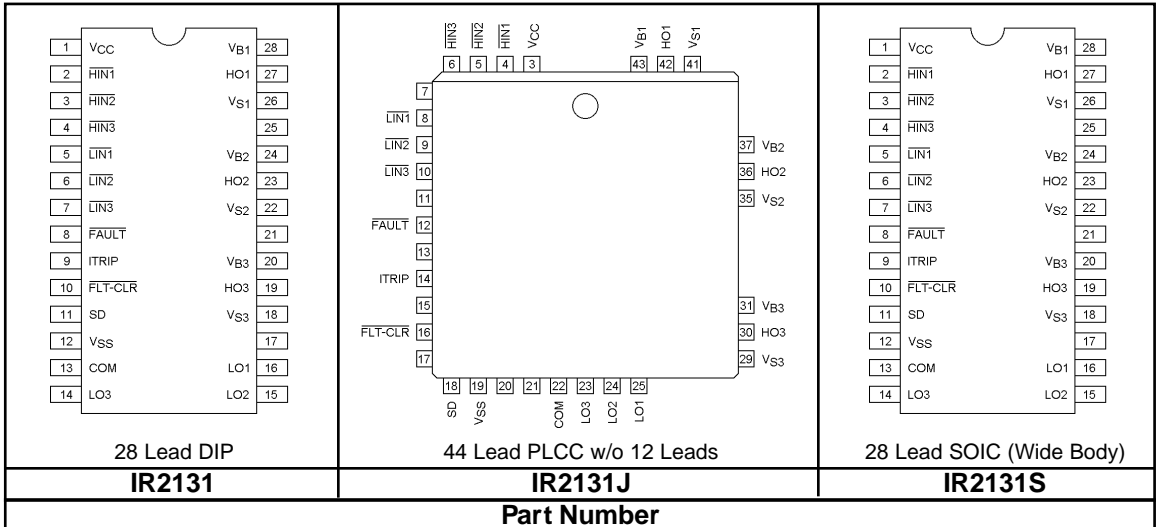 1 VCC VB1 28
2 HIN1 HO1 27
3 HIN2 VS1 26
4 HIN3 25
5 LIN1 VB2 24
6 LIN2 HO2 23
7 LIN3 VS2 22
8 FAULT 21
9 ITRIP VB3 20
10 FLT-CLR HO3 19
11 SD VS3 18
12 VSS 17
13 COM LO1 16
14 LO3 LO2 15
28 Lead DIP
IR2131
HIN3 HIN2 HIN1 VCC VB1 HO1 VS1
6 5 4 3 43 42 41
7
LIN1 8
LIN2 9 37 VB2
LIN3 10 36 HO2
11 35 VS2
FAULT 12
13
ITRIP 14
15 31 VB3
FLT-CLR 16 30 HO3
17 29 VS3
18 19 20 21 22 23 24 25
SD VSS COM LO3 LO2 LO1
44 Lead PLCC w/o 12 Leads
IR2131J
1 VCC VB1 28
2 HIN1 HO1 27
3 HIN2 VS1 26
4 HIN3 25
5 LIN1 VB2 24
6 LIN2 HO2 23
7 LIN3 VS2 22
8 FAULT 21
9 ITRIP VB3 20
10 FLT-CLR HO3 19
11 SD VS3 18
12 VSS 17
13 COM LO1 16
14 LO3 LO2 15
28 Lead SOIC (Wide Body)
IR2131S
Part Number